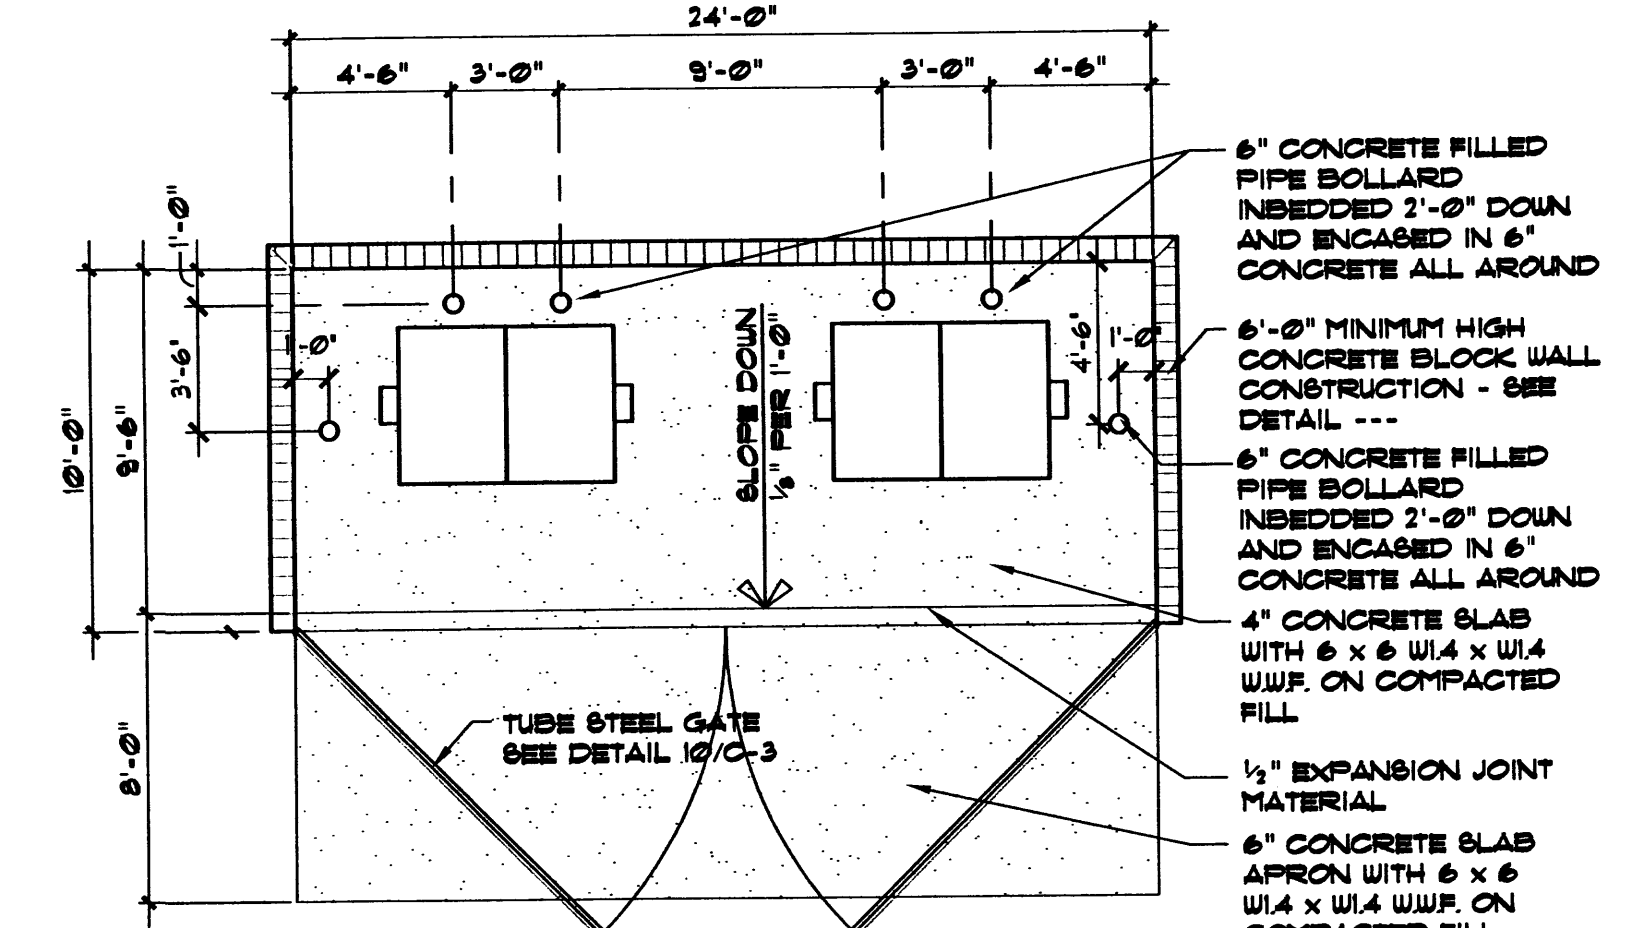 24'-0"
4'-6" 3'-0" 9'-0" 3'-0" 4'-6"
6" CONCRETE FILLED
PIPE BOLLARD
INBEDDED 2'-0" DOWN
AND ENCASED IN 6"
CONCRETE ALL AROUND
1'-0"
3'-6"
10'-0"
9'-6"
8'-0"
-0"
SLOPE DOWN
1/8" PER 1'-0"
4'-6"
1'-0"
6'-0" MINIMUM HIGH
CONCRETE BLOCK WALL
CONSTRUCTION - SEE
DETAIL ---
6" CONCRETE FILLED
PIPE BOLLARD
INBEDDED 2'-0" DOWN
AND ENCASED IN 6"
CONCRETE ALL AROUND
4" CONCRETE SLAB
WITH 6 x 6 W1.4 x W1.4
W.W.F. ON COMPACTED
FILL
TUBE STEEL GATE
SEE DETAIL 10/C-3
1/2" EXPANSION JOINT
MATERIAL
6" CONCRETE SLAB
APRON WITH 6 x 6
W1.4 x W1.4 W.W.F. ON
COMPACTED FILL